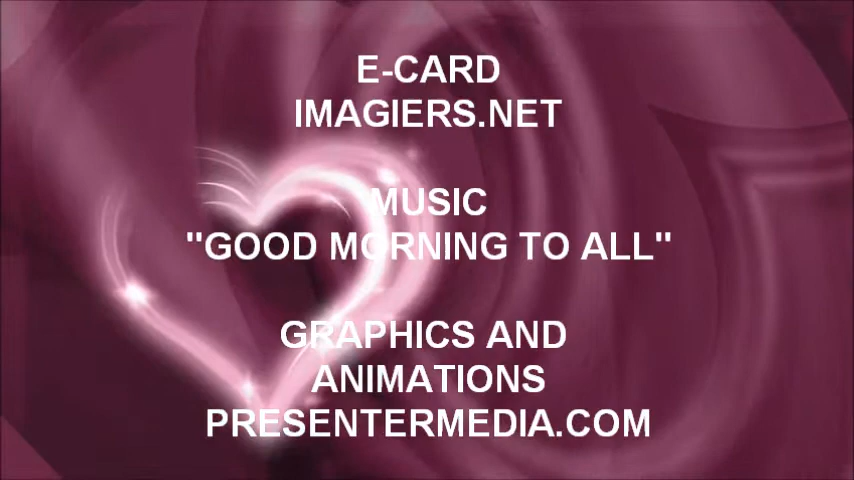 E-CARD
IMAGIERS.NET
MUSIC
"GOOD MORNING TO ALL"
GRAPHICS AND
ANIMATIONS
PRESENTERMEDIA.COM